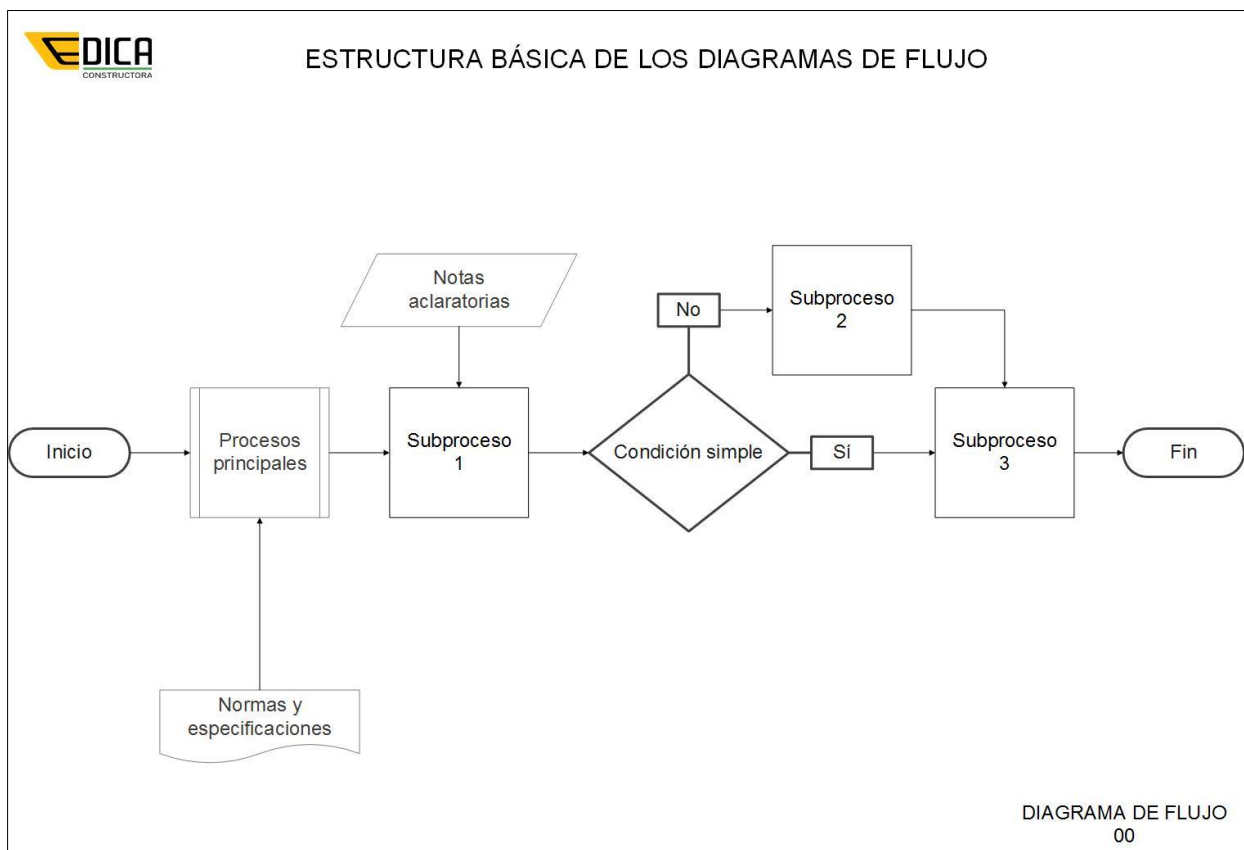 EDICA
CONSTRUCTORA
ESTRUCTURA BÁSICA DE LOS DIAGRAMAS DE FLUJO
Notas
aclaratorias
No
Subproceso
2
Inicio
Procesos
principales
Subproceso
1
Condición simple
Sí
Subproceso
3
Fin
Normas y
especificaciones
DIAGRAMA DE FLUJO
00